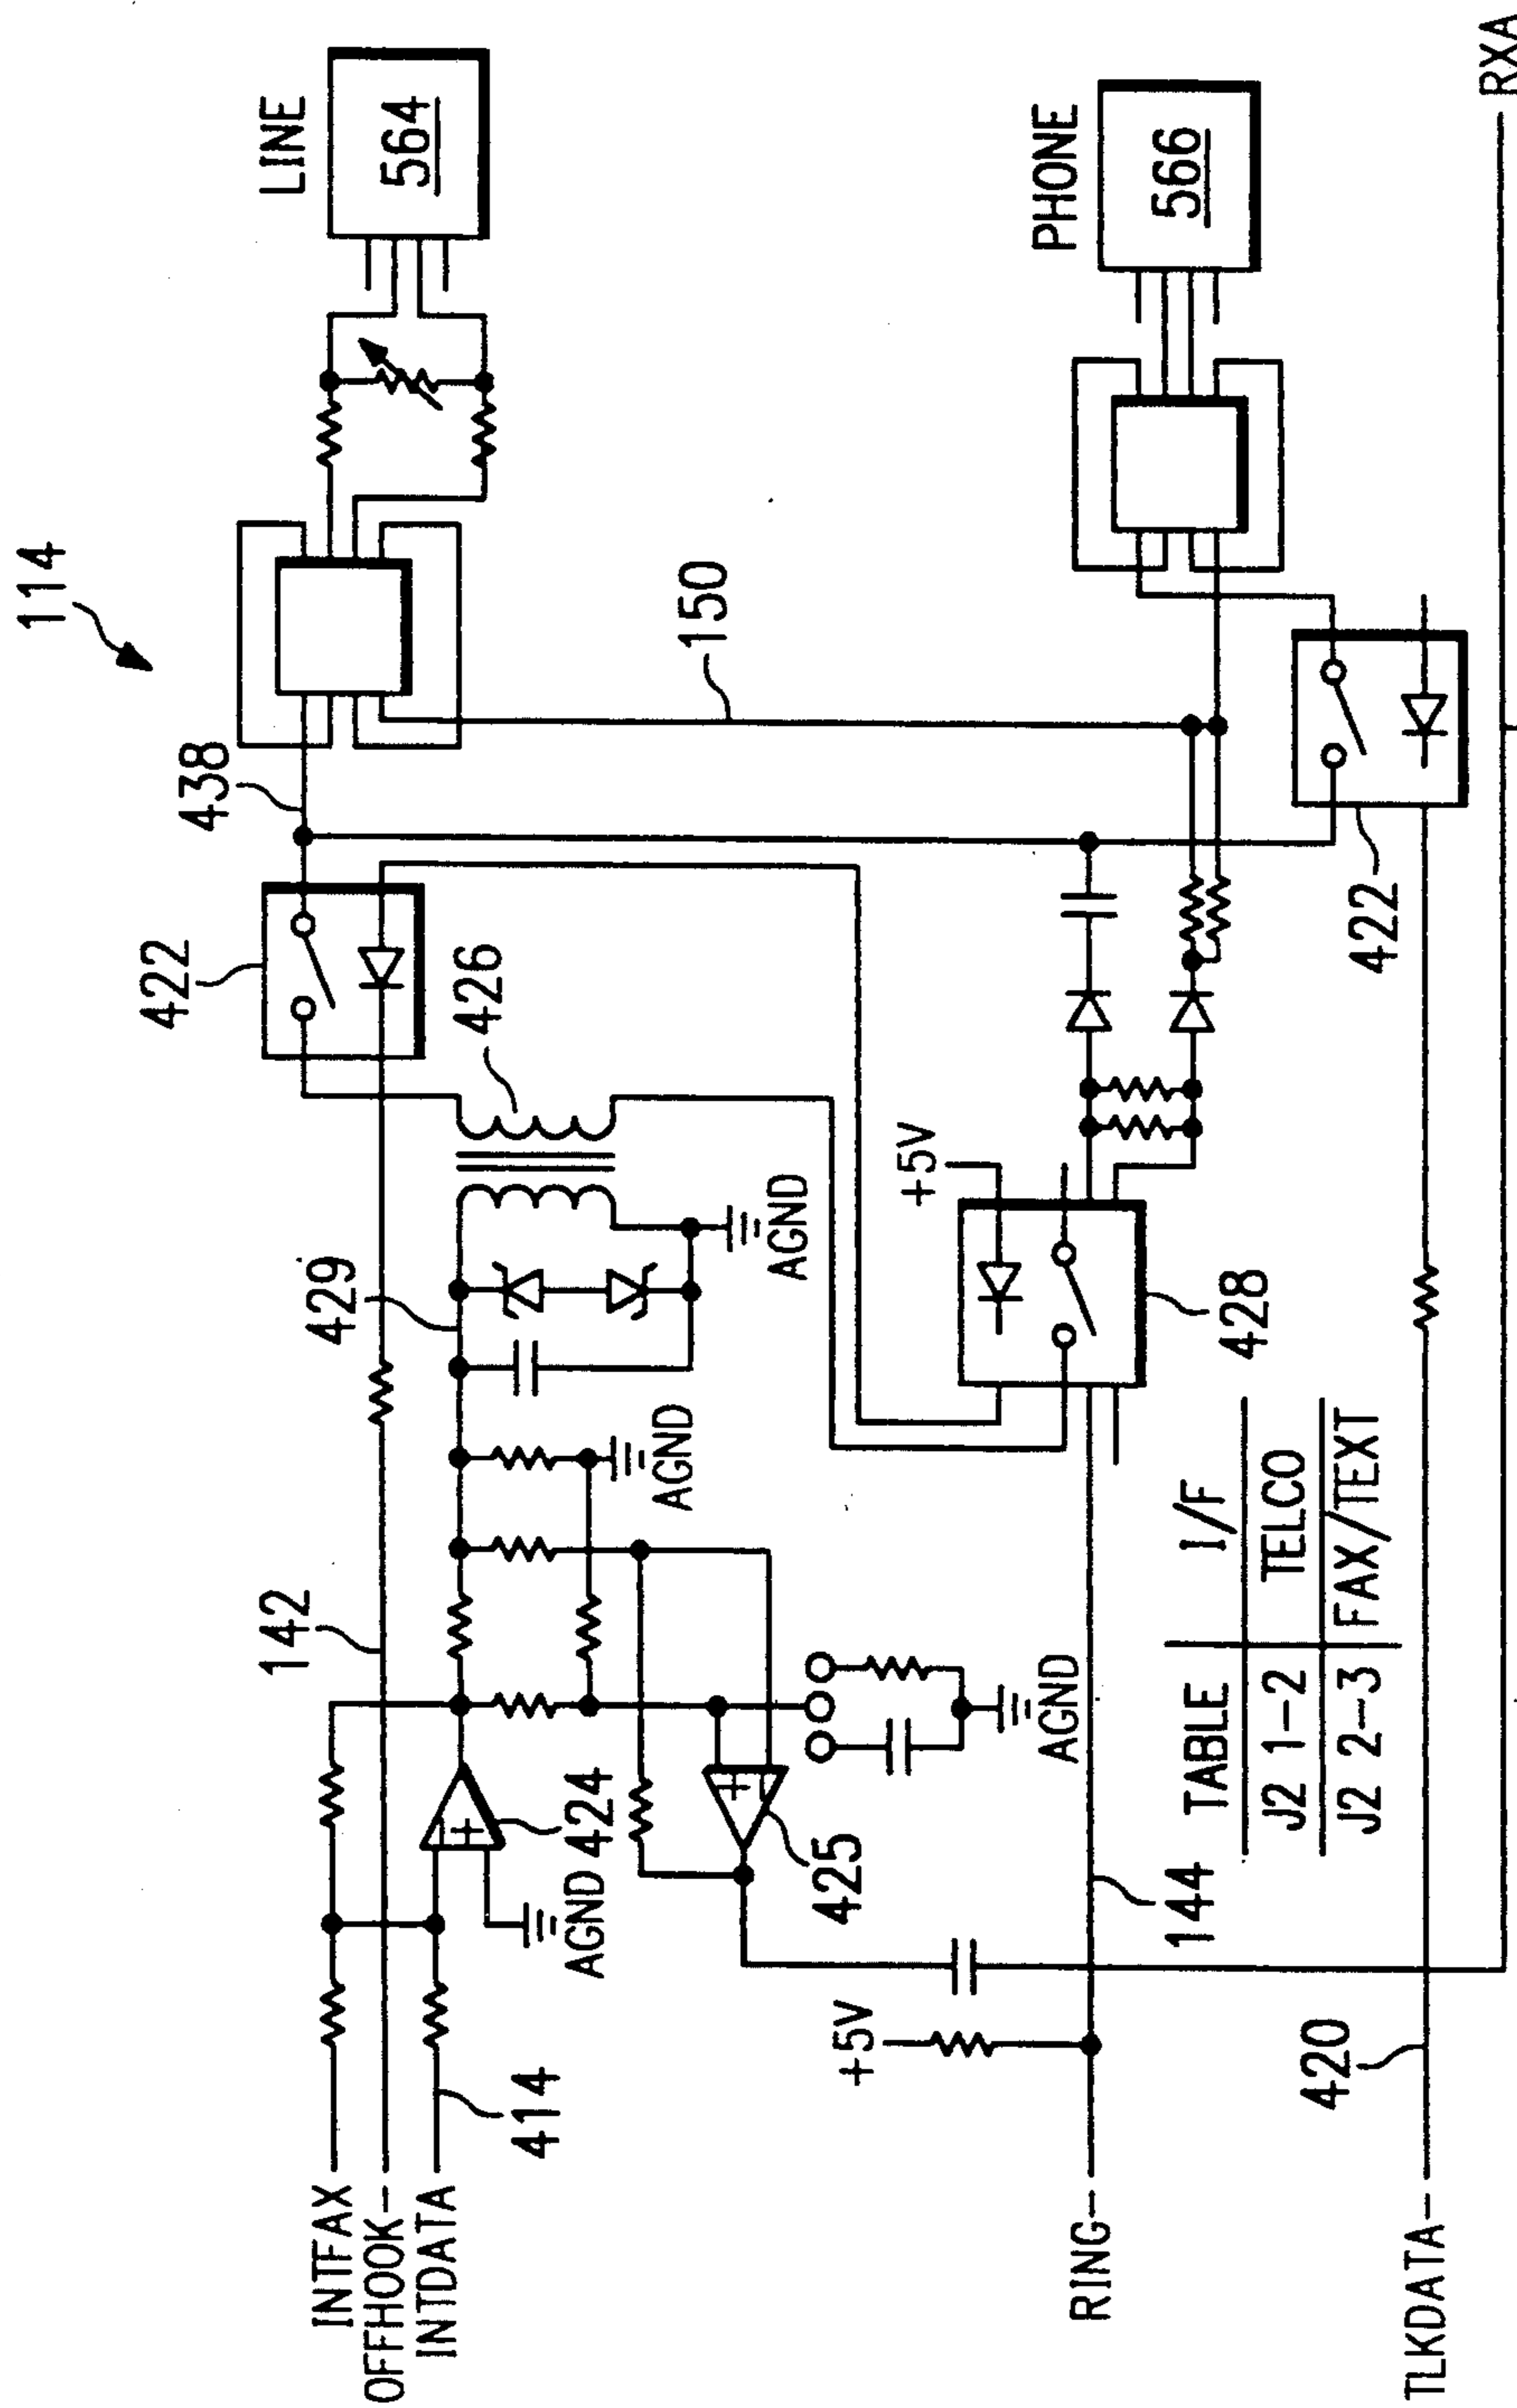 114
LINE
564
438
422
426
429
142
INTFAX
OFFHOOK-
INTDATA
414
AGND
424
425
AGND
AGND
AGND
150
PHONE
566
+5V
428
422
+5V
RING-
144
TABLE I/F
J2 1-2 TELCO
J2 2-3 FAX/TEXT
420
TLKDATA-
RXA